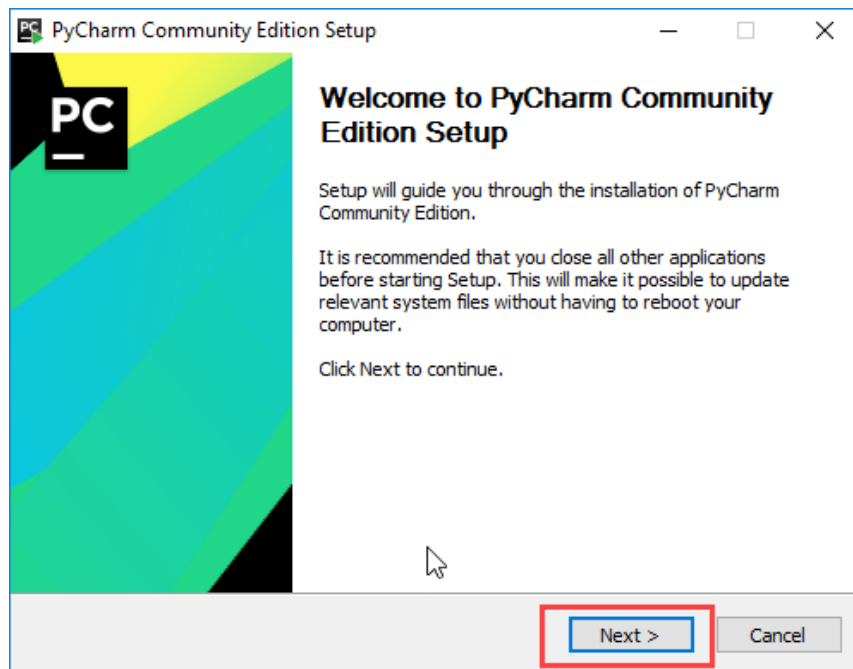 PyCharm Community Edition Setup
PC
Welcome to PyCharm Community
Edition Setup
Setup will guide you through the installation of PyCharm
Community Edition.
It is recommended that you close all other applications
before starting Setup. This will make it possible to update
relevant system files without having to reboot your
computer.
Click Next to continue.
Next >
Cancel